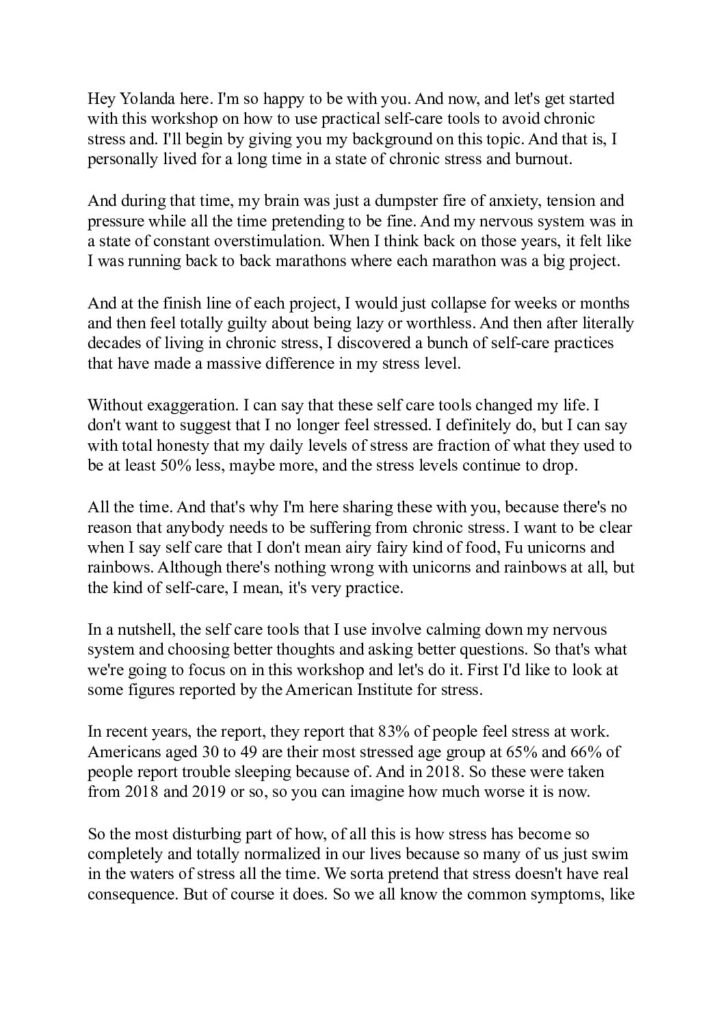 Hey Yolanda here. I'm so happy to be with you. And now, and let's get started
with this workshop on how to use practical self-care tools to avoid chronic
stress and. I'll begin by giving you my background on this topic. And that is, I
personally lived for a long time in a state of chronic stress and burnout.
And during that time, my brain was just a dumpster fire of anxiety, tension and
pressure while all the time pretending to be fine. And my nervous system was in
a state of constant overstimulation. When I think back on those years, it felt like
I was running back to back marathons where each marathon was a big project.
And at the finish line of each project, I would just collapse for weeks or months
and then feel totally guilty about being lazy or worthless. And then after literally
decades of living in chronic stress, I discovered a bunch of self-care practices
that have made a massive difference in my stress level.
Without exaggeration. I can say that these self care tools changed my life. I
don't want to suggest that I no longer feel stressed. I definitely do, but I can say
with total honesty that my daily levels of stress are fraction of what they used to
be at least 50% less, maybe more, and the stress levels continue to drop.
All the time. And that's why I'm here sharing these with you, because there's no
reason that anybody needs to be suffering from chronic stress. I want to be clear
when I say self care that I don't mean airy fairy kind of food, Fu unicorns and
rainbows. Although there's nothing wrong with unicorns and rainbows at all, but
the kind of self-care, I mean, it's very practice.
In a nutshell, the self care tools that I use involve calming down my nervous
system and choosing better thoughts and asking better questions. So that's what
we're going to focus on in this workshop and let's do it. First I'd like to look at
some figures reported by the American Institute for stress.
In recent years, the report, they report that 83% of people feel stress at work.
Americans aged 30 to 49 are their most stressed age group at 65% and 66% of
people report trouble sleeping because of. And in 2018. So these were taken
from 2018 and 2019 or so, so you can imagine how much worse it is now.
So the most disturbing part of how, of all this is how stress has become so
completely and totally normalized in our lives because so many of us just swim
in the waters of stress all the time. We sorta pretend that stress doesn't have real
consequence. But of course it does. So we all know the common symptoms, like